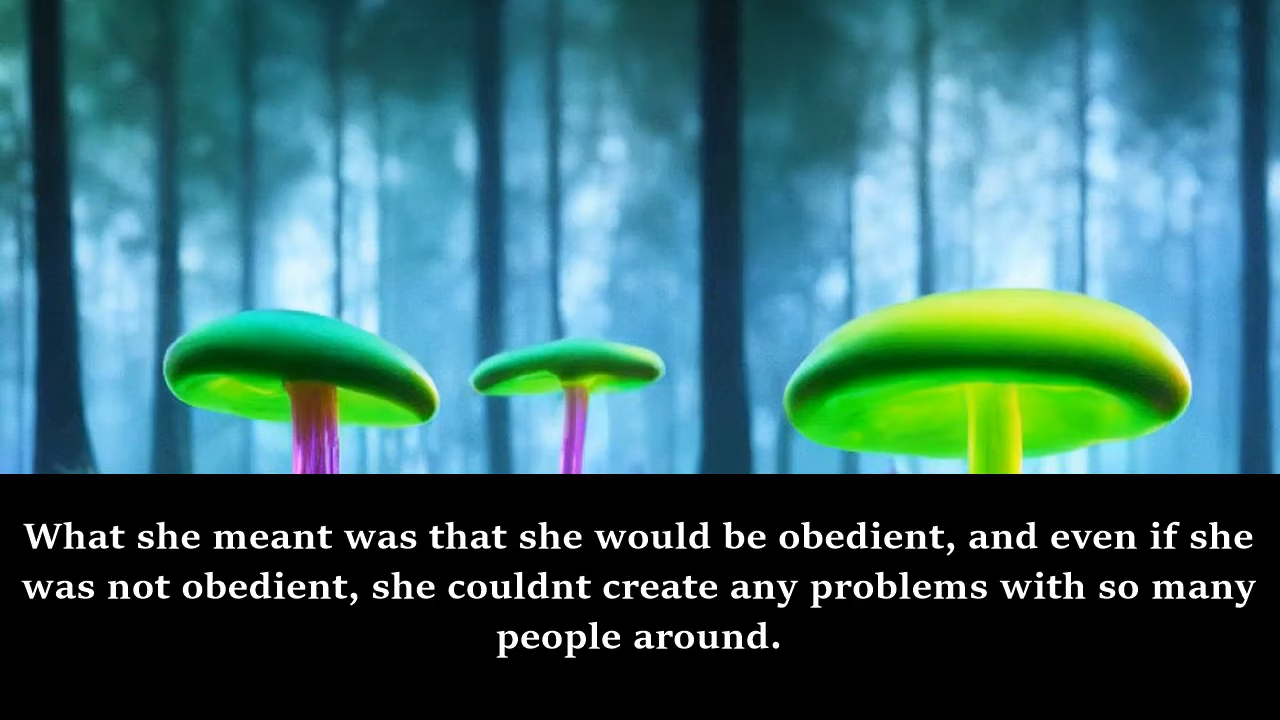 What she meant was that she would be obedient, and even if she
was not obedient, she couldnt create any problems with so many
people around.